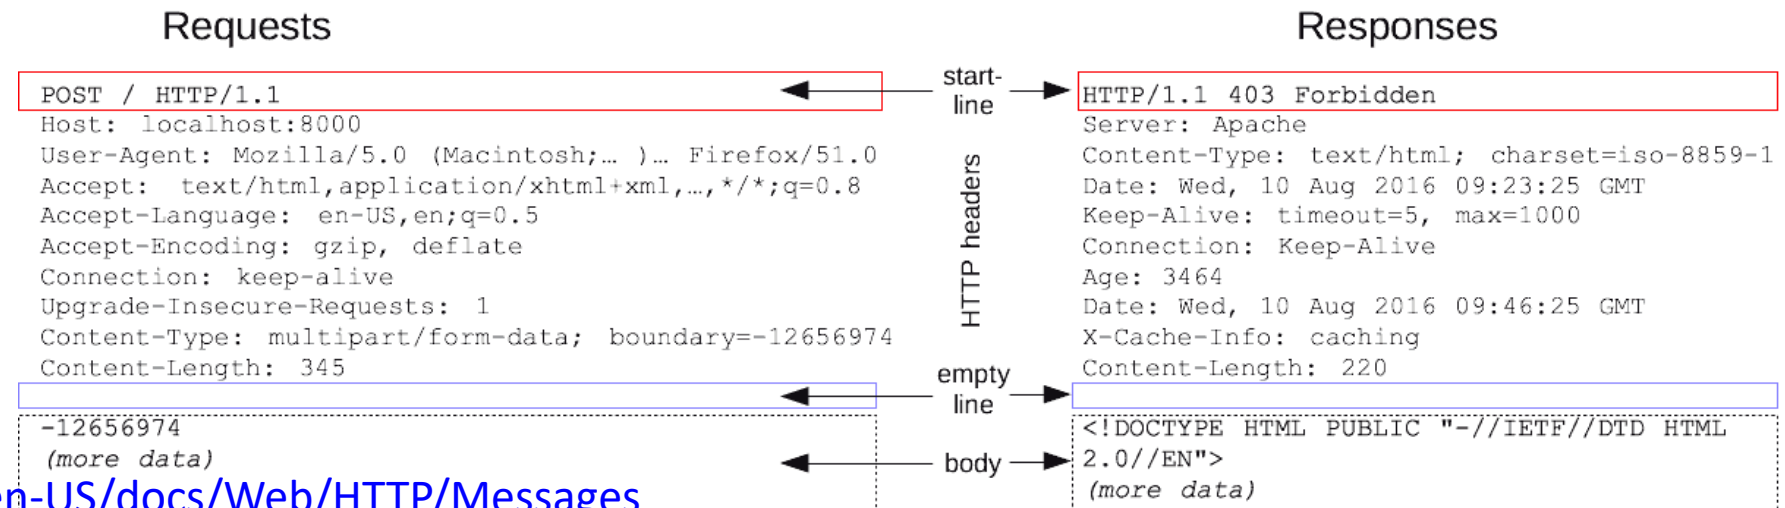 Requests
POST / HTTP/1.1
Host: localhost:8000
User-Agent: Mozilla/5.0 (Macintosh;… )… Firefox/51.0
Accept: text/html,application/xhtml+xml,…,*/*;q=0.8
Accept-Language: en-US,en;q=0.5
Accept-Encoding: gzip, deflate
Connection: keep-alive
Upgrade-Insecure-Requests: 1
Content-Type: multipart/form-data; boundary=-12656974
Content-Length: 345
-12656974
(more data)
en-US/docs/Web/HTTP/Messages
start-
line
HTTP headers
empty
line
body
Responses
HTTP/1.1 403 Forbidden
Server: Apache
Content-Type: text/html; charset=iso-8859-1
Date: Wed, 10 Aug 2016 09:23:25 GMT
Keep-Alive: timeout=5, max=1000
Connection: Keep-Alive
Age: 3464
Date: Wed, 10 Aug 2016 09:46:25 GMT
X-Cache-Info: caching
Content-Length: 220
<!DOCTYPE HTML PUBLIC "-//IETF//DTD HTML
2.0//EN">
(more data)